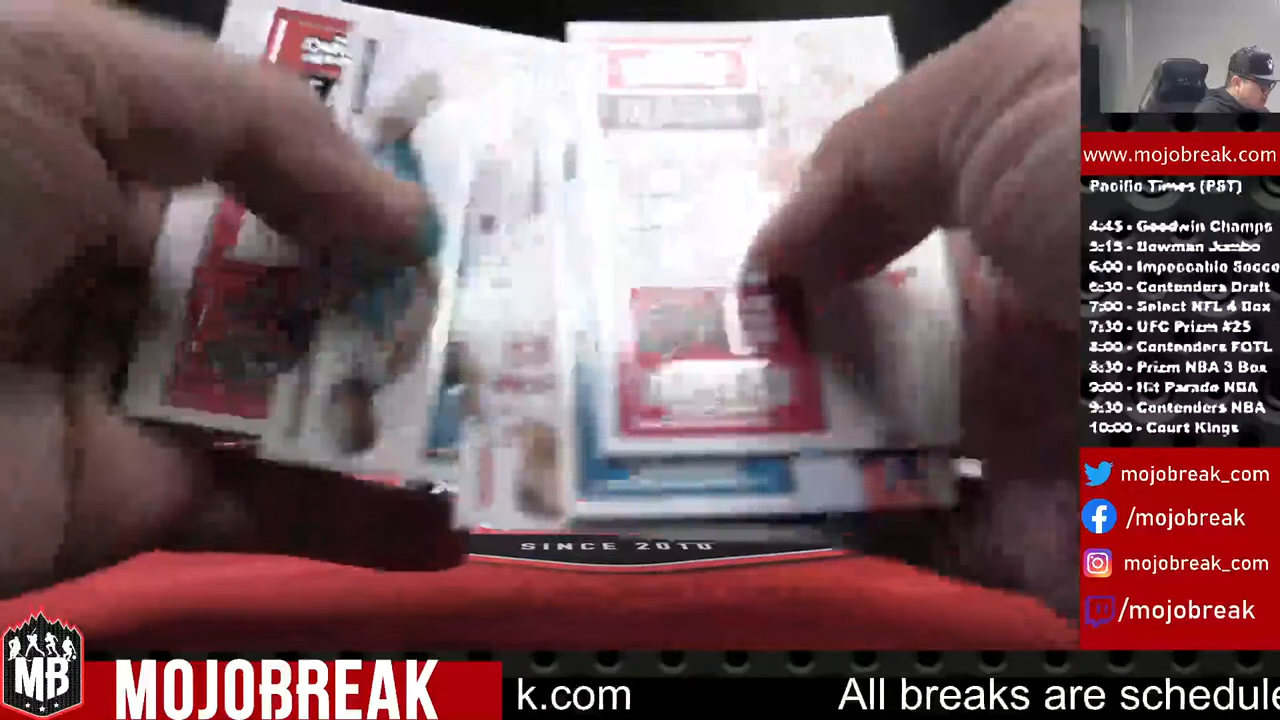 www.mojobreak.com
Pacific Times (PST)
4:45 - Goodwin Champs
5:15 - Bowman Jumbo
6:00 - Impeccable Socce
6:30 - Contenders Draft
7:00 - Select NFL 4 Box
7:30 - UFC Prizm #25
8:00 - Contenders FOTL
8:30 - Prizm NBA 3 Box
9:00 - Hit Parade NBA
9:30 - Contenders NBA
10:00 - Court Kings
mojobreak_com
/mojobreak
mojobreak_com
/mojobreak
SINCE 2010
MB
MOJOBREAK
k.com
All breaks are schedule